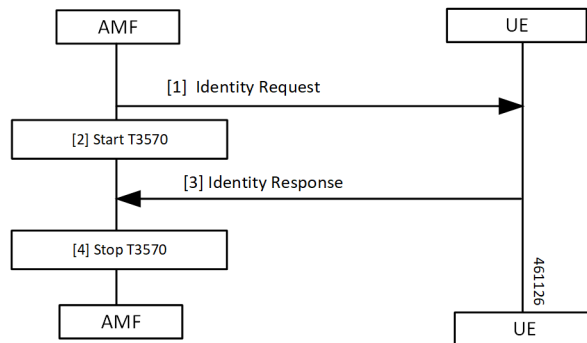 AMF
UE
[1] Identity Request
[2] Start T3570
[3] Identity Response
[4] Stop T3570
461126
AMF
UE